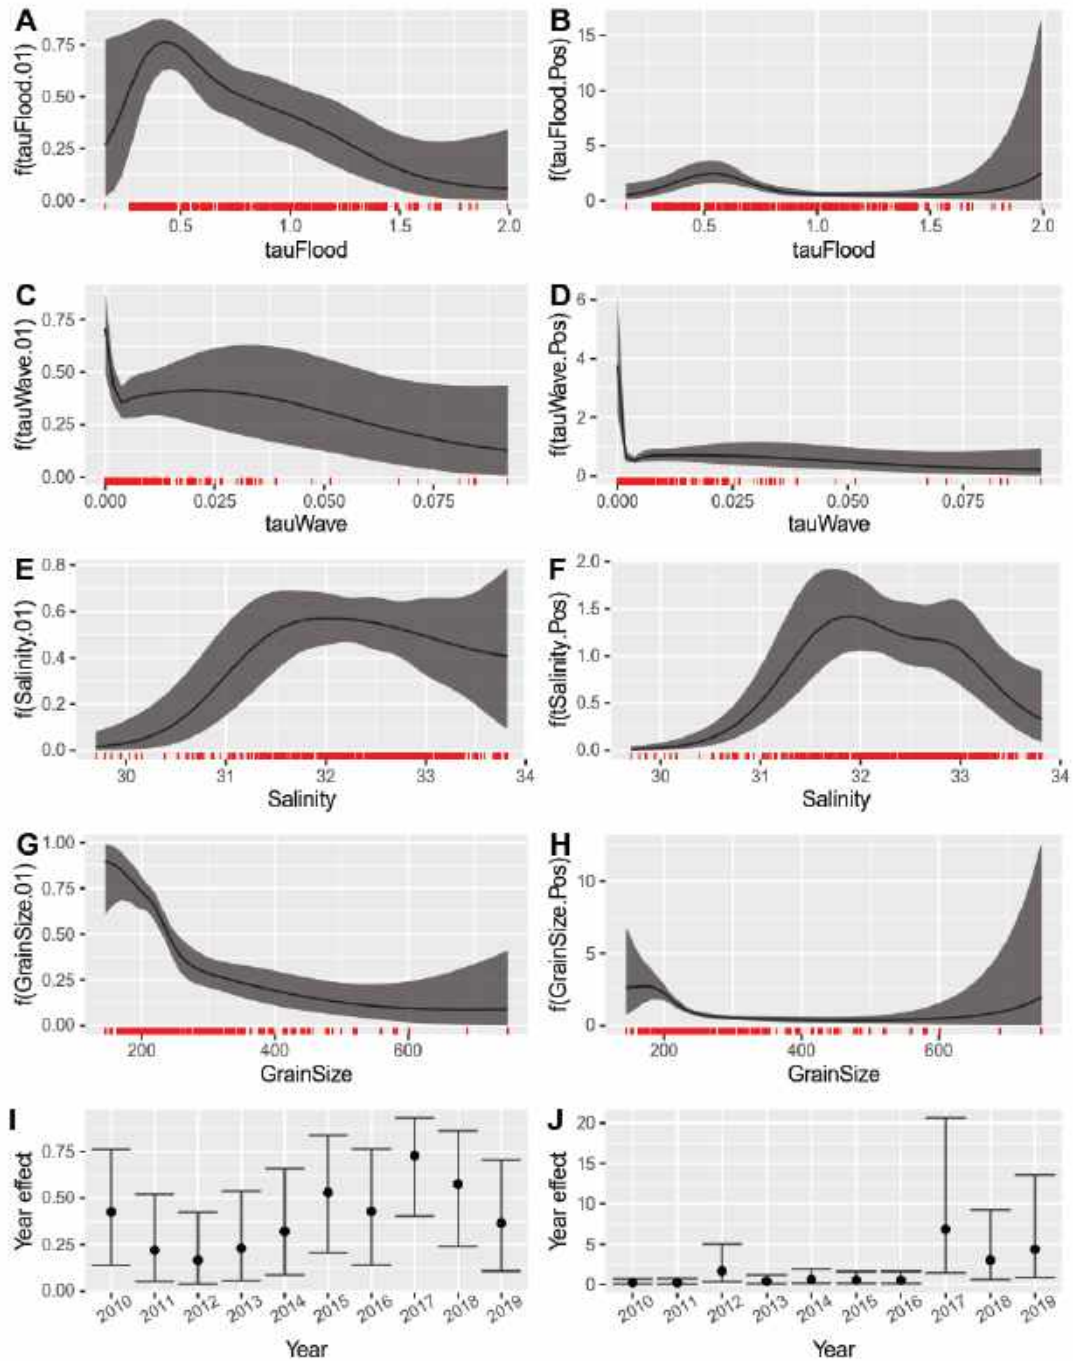 A
f(tauFlood.01)
0.75
0.50
0.25
0.00
0.5 1.0 1.5 2.0
tauFlood
B
f(tauFlood.Pos)
15
10
5
0
0.5 1.0 1.5 2.0
tauFlood
C
f(tauWave.01)
0.75
0.50
0.25
0.00
0.000 0.025 0.050 0.075
tauWave
D
f(tauWave.Pos)
6
4
2
0
0.000 0.025 0.050 0.075
tauWave
E
f(Salinity.01)
0.8
0.6
0.4
0.2
0.0
30 31 32 33 34
Salinity
F
f(tSalinity.Pos)
2.0
1.5
1.0
0.5
0.0
30 31 32 33 34
Salinity
G
f(GrainSize.01)
1.00
0.75
0.50
0.25
0.00
200 400 600
GrainSize
H
f(GrainSize.Pos)
10
5
0
200 400 600
GrainSize
I
Year effect
0.75
0.50
0.25
0.00
2010 2011 2012 2013 2014 2015 2016 2017 2018 2019
Year
J
Year effect
20
15
10
5
0
2010 2011 2012 2013 2014 2015 2016 2017 2018 2019
Year